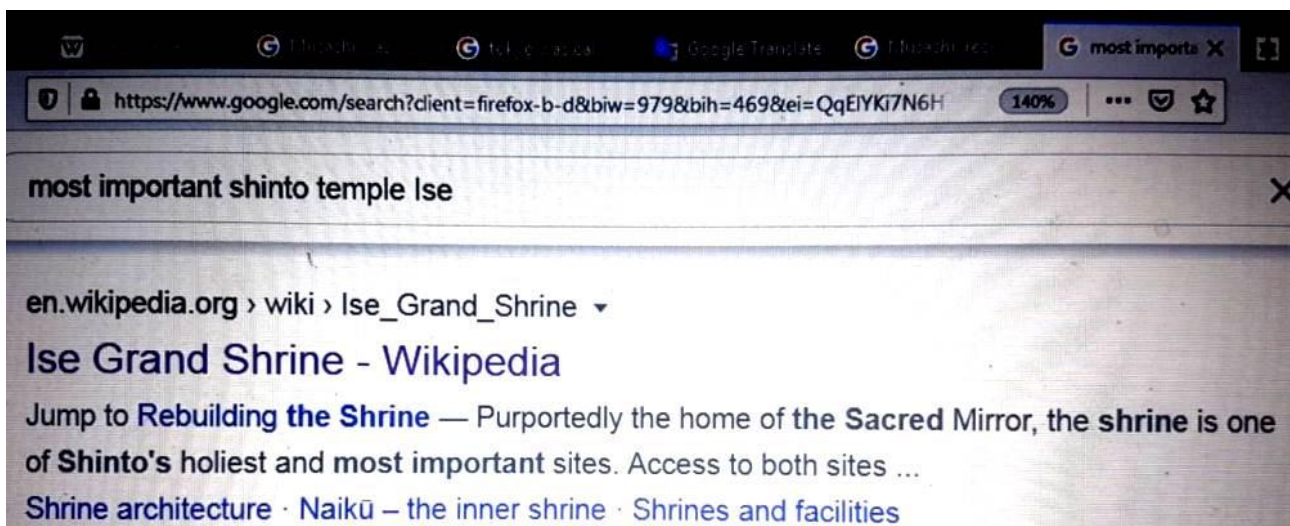 Google Translate
most importa
https://www.google.com/search?client=firefox-b-d&biw=979&bih=469&ei=QqEIYKi7N6H 140%
most important shinto temple Ise
en.wikipedia.org › wiki › Ise_Grand_Shrine
Ise Grand Shrine - Wikipedia
Jump to Rebuilding the Shrine — Purportedly the home of the Sacred Mirror, the shrine is one
of Shinto's holiest and most important sites. Access to both sites ...
Shrine architecture · Naikū – the inner shrine · Shrines and facilities